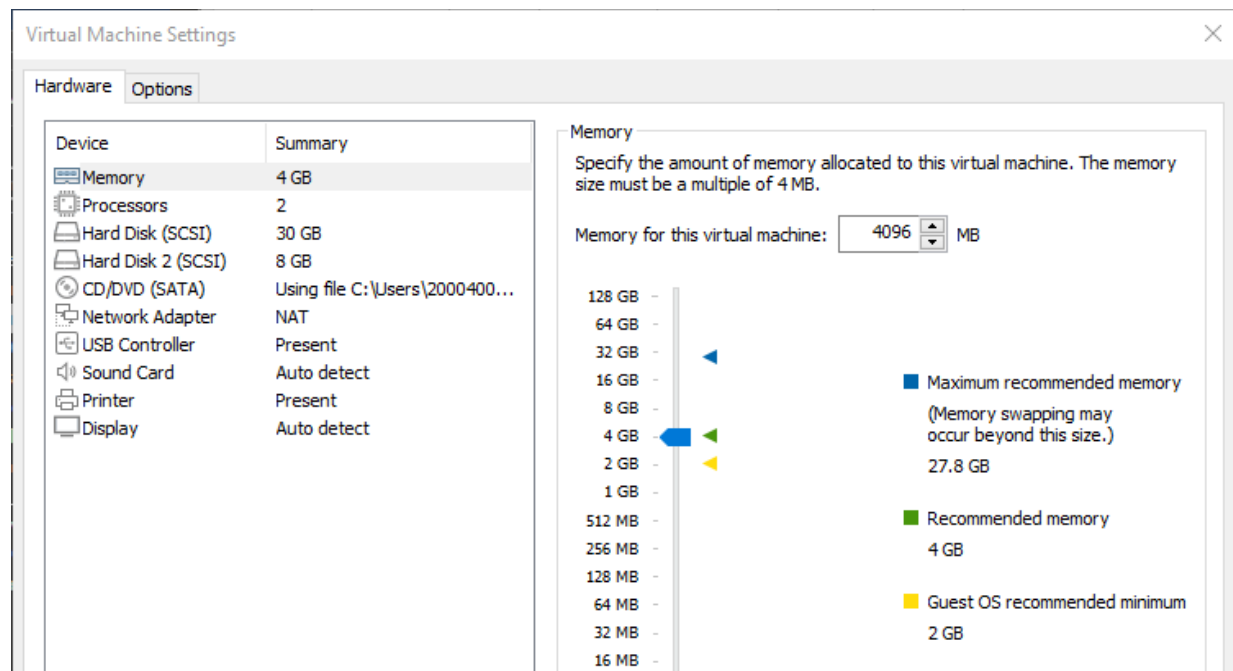 Virtual Machine Settings
Hardware
Options
Device Summary
Memory 4 GB
Processors 2
Hard Disk (SCSI) 30 GB
Hard Disk 2 (SCSI) 8 GB
CD/DVD (SATA) Using file C:\Users\2000400...
Network Adapter NAT
USB Controller Present
Sound Card Auto detect
Printer Present
Display Auto detect
Memory
Specify the amount of memory allocated to this virtual machine. The memory
size must be a multiple of 4 MB.
Memory for this virtual machine: 4096 MB
128 GB
64 GB
32 GB
16 GB
8 GB
4 GB
2 GB
1 GB
512 MB
256 MB
128 MB
64 MB
32 MB
16 MB
Maximum recommended memory
(Memory swapping may
occur beyond this size.)
27.8 GB
Recommended memory
4 GB
Guest OS recommended minimum
2 GB